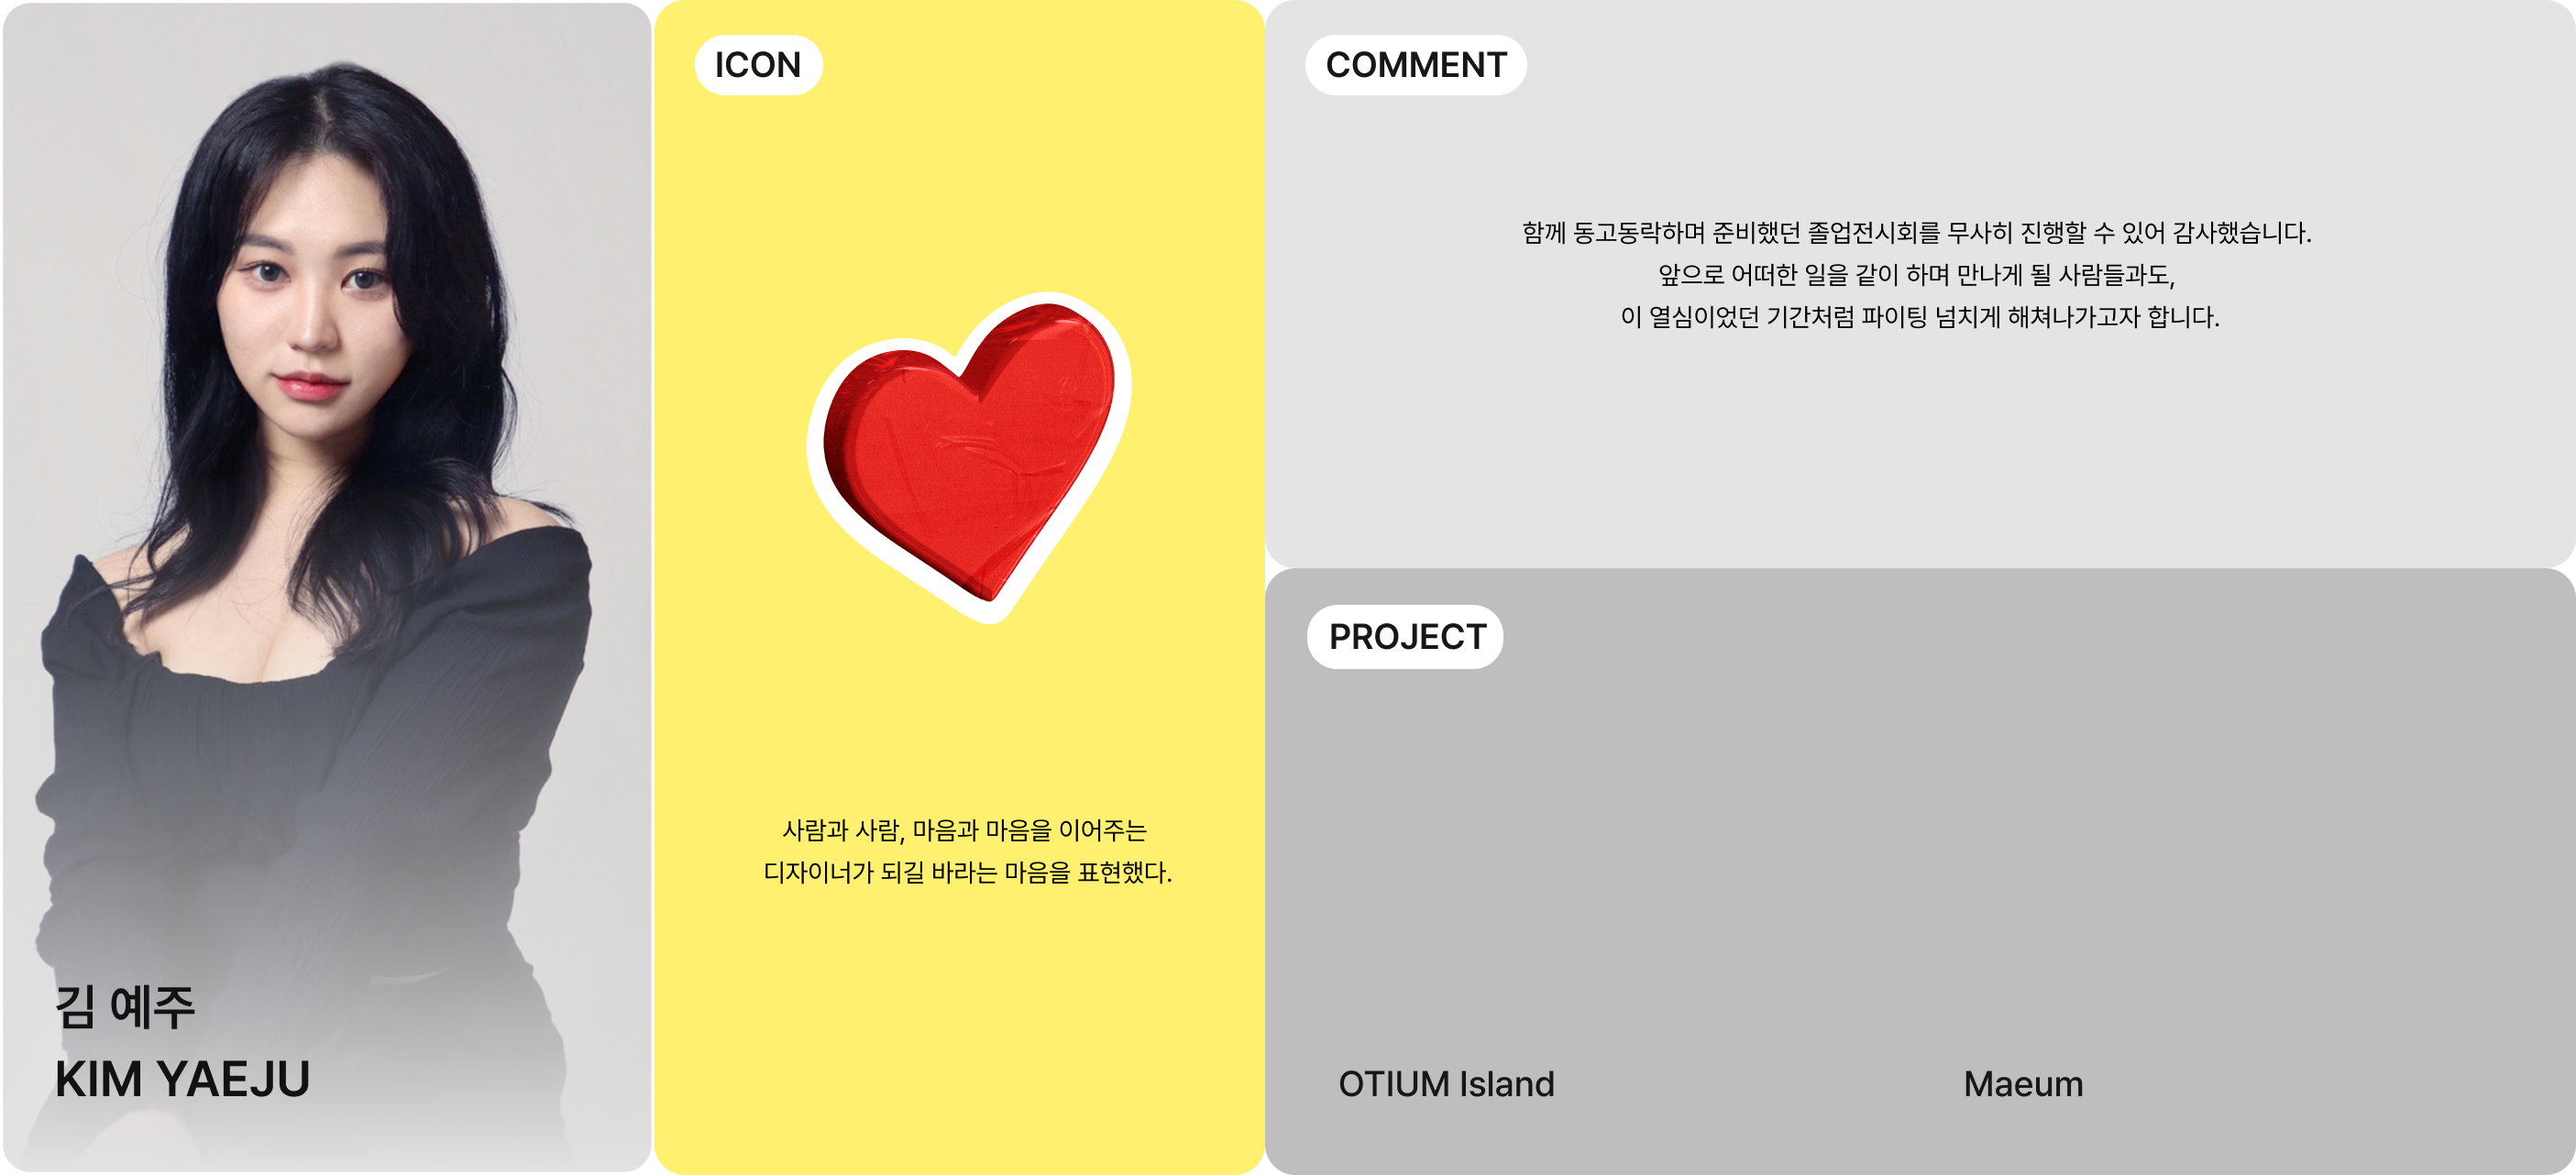 김 예주
KIM YAEJU
ICON
사람과 사람, 마음과 마음을 이어주는
디자이너가 되길 바라는 마음을 표현했다.
COMMENT
함께 동고동락하며 준비했던 졸업전시회를 무사히 진행할 수 있어 감사했습니다.
앞으로 어떠한 일을 같이 하며 만나게 될 사람들과도,
이 열심이었던 기간처럼 파이팅 넘치게 해쳐나가고자 합니다.
PROJECT
OTIUM Island
Maeum